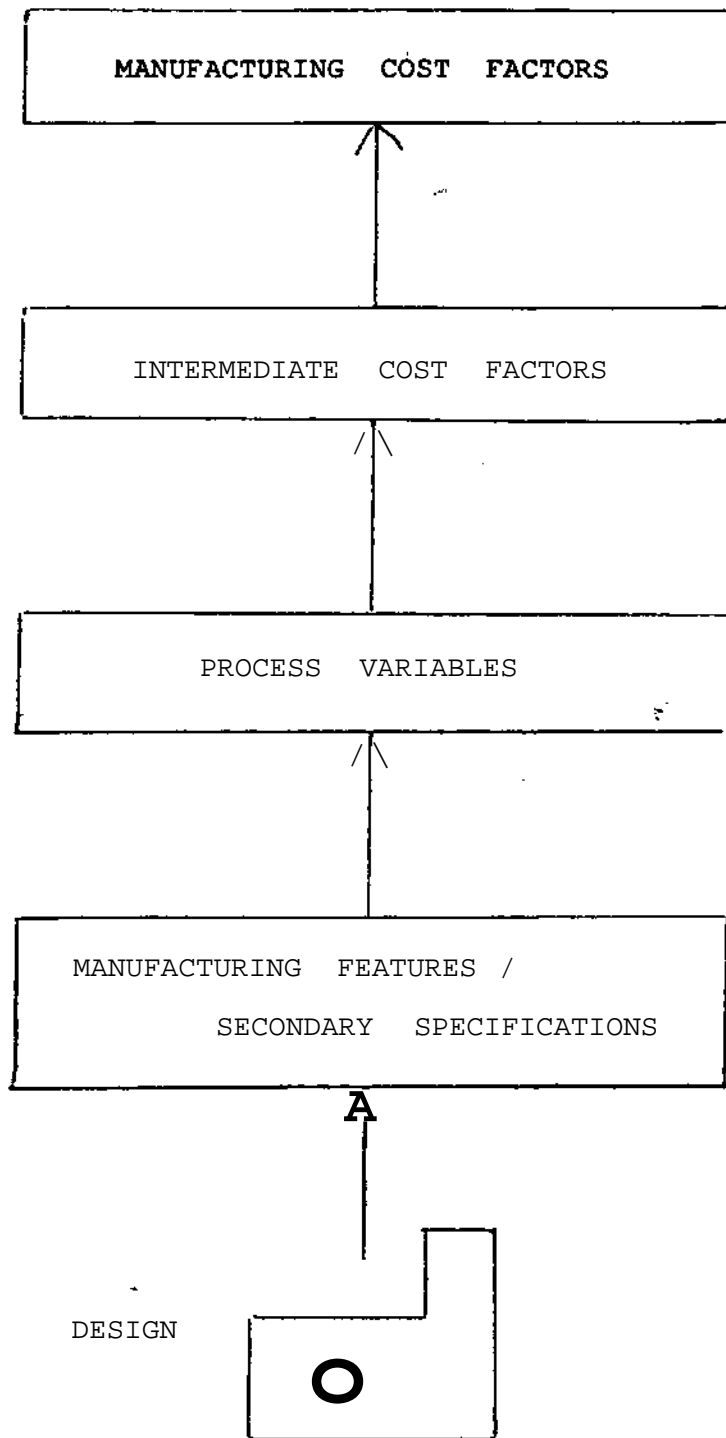 MANUFACTURING COST FACTORS
INTERMEDIATE COST FACTORS
PROCESS VARIABLES
MANUFACTURING FEATURES /
SECONDARY SPECIFICATIONS
A
DESIGN
O